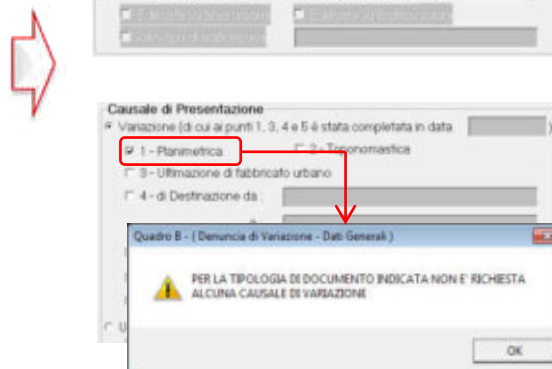 Causale di Presentazione
Variazione (di cui ai punti 1, 3, 4 e 5 è stata completata in data
1 - Planimetrica
2 - Toponomastica
3 - Ultimazione di fabbricato urbano
4 - di Destinazione da :
a :
Quadro B - ( Denuncia di Variazione - Dati Generali )
PER LA TIPOLOGIA DI DOCUMENTO INDICATA NON E' RICHIESTA
ALCUNA CAUSALE DI VARIAZIONE
U
OK